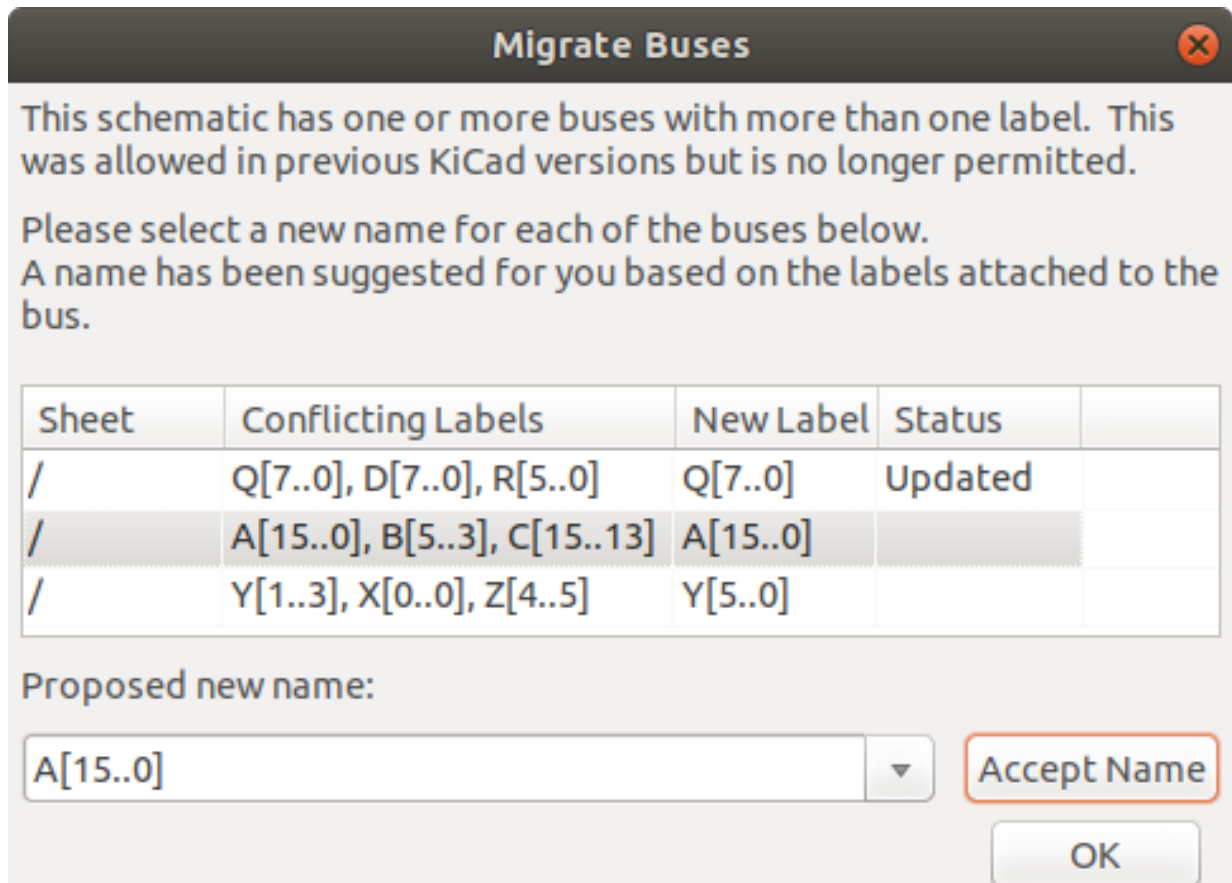 Migrate Buses
This schematic has one or more buses with more than one label.  This
was allowed in previous KiCad versions but is no longer permitted.
Please select a new name for each of the buses below.
A name has been suggested for you based on the labels attached to the
bus.
Sheet Conflicting Labels New Label Status
/ Q[7..0], D[7..0], R[5..0] Q[7..0] Updated
/ A[15..0], B[5..3], C[15..13] A[15..0]
/ Y[1..3], X[0..0], Z[4..5] Y[5..0]
Proposed new name:
A[15..0] Accept Name
OK